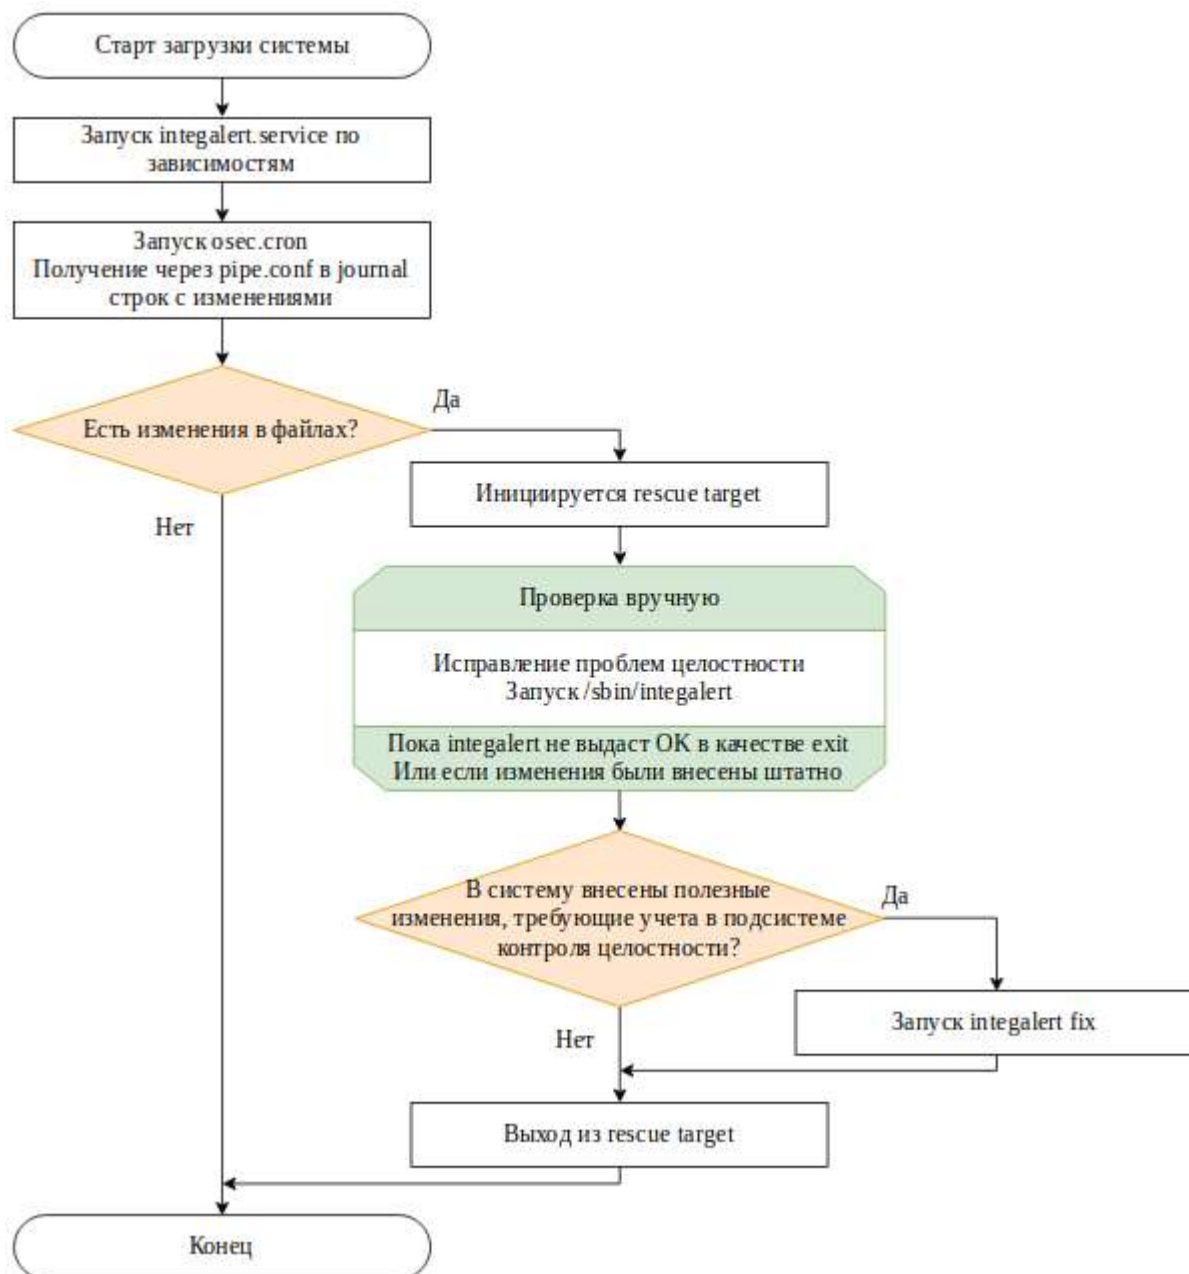 Старт загрузки системы
Запуск integalert.service по
зависимостям
Запуск osec.cron
Получение через pipe.conf в journal
строк с изменениями
Есть изменения в файлах?
Да
Нет
Инициируется rescue target
Проверка вручную
Исправление проблем целостности
Запуск /sbin/integalert
Пока integalert не выдаст OK в качестве exit
Или если изменения были внесены штатно
В систему внесены полезные
изменения, требующие учета в подсистеме
контроля целостности?
Да
Нет
Запуск integalert fix
Выход из rescue target
Конец